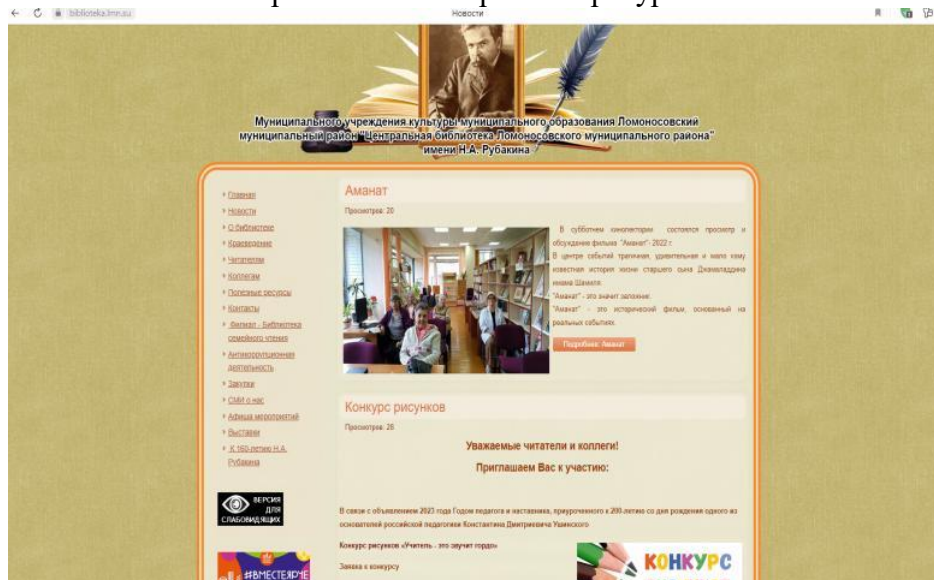 biblioteka.lmn.su
Новости
Муниципального учреждения культуры муниципального образования Ломоносовский
муниципальный район "Центральная библиотека Ломоносовского муниципального района"
имени Н.А. Рубакина
Главная
Новости
О библиотеке
Краеведение
Читателям
Коллегам
Полезные ресурсы
Контакты
Филиал - Библиотека
семейного чтения
Антикоррупционная
деятельность
Закупки
СМИ о нас
Афиша мероприятий
Выставки
К 160-летию Н.А.
Рубакина
ВЕРСИЯ
ДЛЯ
СЛАБОВИДЯЩИХ
#ВМЕСТЕЯРЧЕ
Аманат
Просмотров: 20
В субботнем кинолектории состоялся просмотр и
обсуждение фильма "Аманат"- 2022 г.
В центре событий трагичная, удивительная и мало кому
известная история жизни старшего сына Джамаладдина
имама Шамиля.
"Аманат" - это значит заложник.
"Аманат" - это исторический фильм, основанный на
реальных событиях.
Подробнее: Аманат
Конкурс рисунков
Просмотров: 26
Уважаемые читатели и коллеги!
Приглашаем Вас к участию:
В связи с объявлением 2023 года Годом педагога и наставника, приуроченного к 200-летию со дня рождения одного из
основателей российской педагогики Константина Дмитриевича Ушинского
Конкурс рисунков «Учитель - это звучит гордо»
Заявка к конкурсу
КОНКУРС